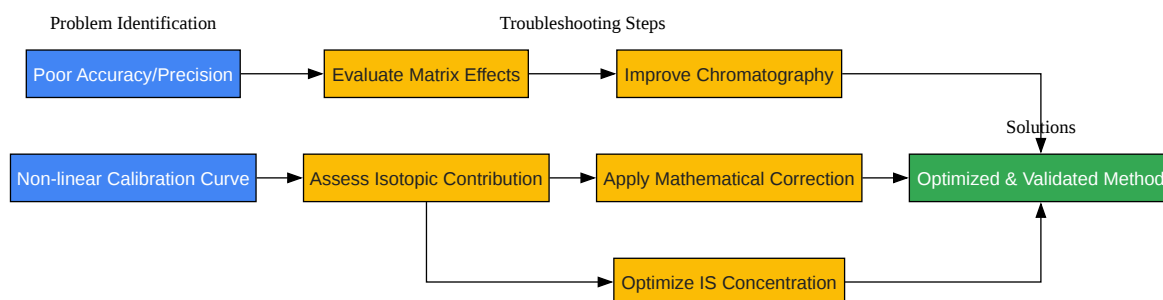 Problem Identification
Troubleshooting Steps
Poor Accuracy/Precision
Evaluate Matrix Effects
Improve Chromatography
Solutions
Non-linear Calibration Curve
Assess Isotopic Contribution
Apply Mathematical Correction
Optimized & Validated Method
Optimize IS Concentration